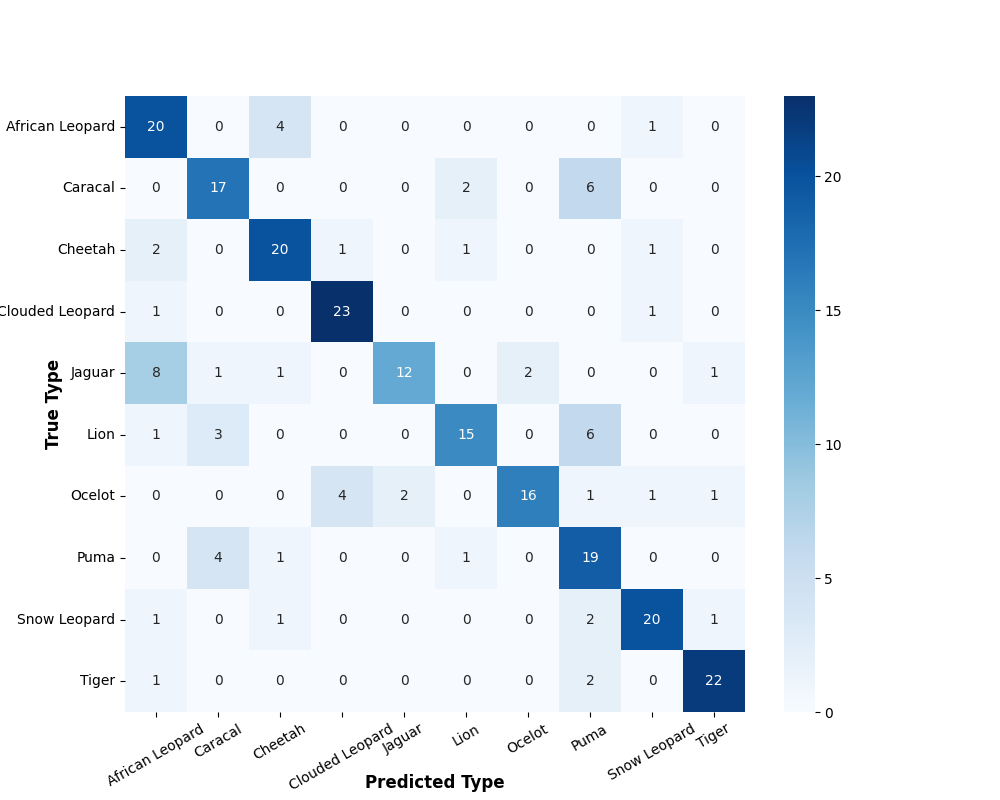 African Leopard 20 0 4 0 0 0 0 0 1 0
Caracal 0 17 0 0 0 2 0 6 0 0
Cheetah 2 0 20 1 0 1 0 0 1 0
Clouded Leopard 1 0 0 23 0 0 0 0 1 0
Jaguar 8 1 1 0 12 0 2 0 0 1
Lion 1 3 0 0 0 15 0 6 0 0
Ocelot 0 0 0 4 2 0 16 1 1 1
Puma 0 4 1 0 0 1 0 19 0 0
Snow Leopard 1 0 1 0 0 0 0 2 20 1
Tiger 1 0 0 0 0 0 0 2 0 22
True Type
African Leopard Caracal Cheetah Clouded Leopard Jaguar Lion Ocelot Puma Snow Leopard Tiger
Predicted Type
20
15
10
5
0